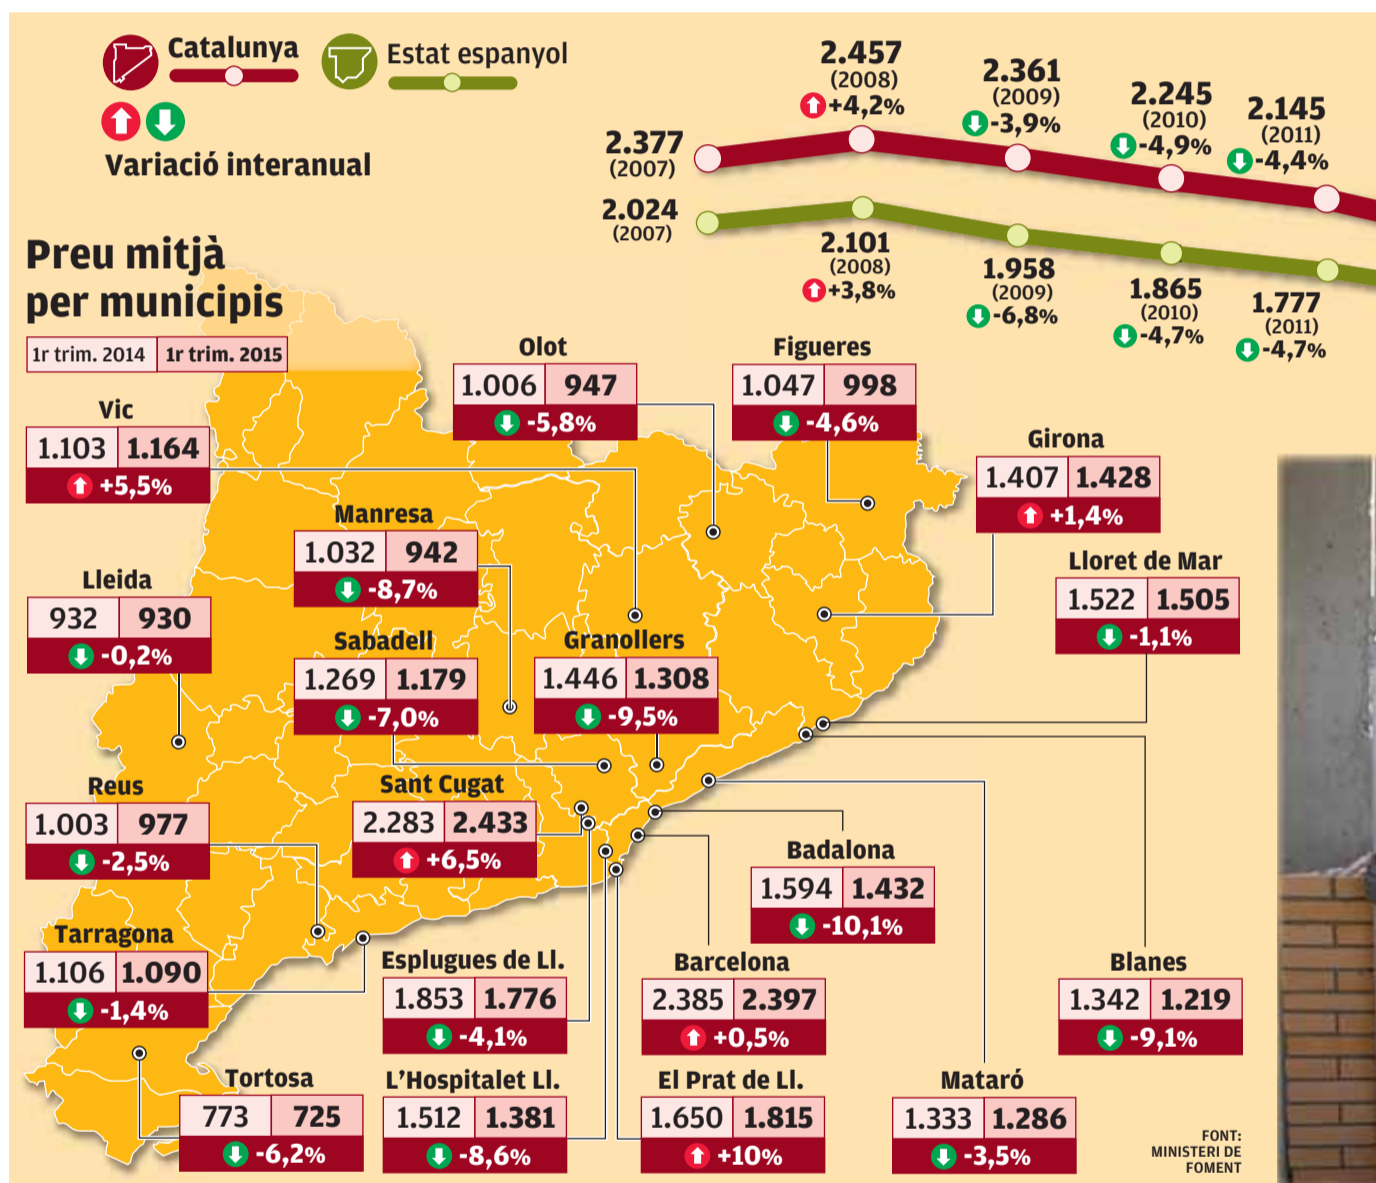 Catalunya
Estat espanyol
Variació interanual
2.377
(2007)
2.457
(2008)
+4,2%
2.361
(2009)
-3,9%
2.245
(2010)
-4,9%
2.145
(2011)
-4,4%
2.024
(2007)
2.101
(2008)
+3,8%
1.958
(2009)
-6,8%
1.865
(2010)
-4,7%
1.777
(2011)
-4,7%
Preu mitjà
per municipis
1r trim. 2014 1r trim. 2015
Vic
1.103 1.164
+5,5%
Olot
1.006 947
-5,8%
Figueres
1.047 998
-4,6%
Girona
1.407 1.428
+1,4%
Manresa
1.032 942
-8,7%
Lloret de Mar
1.522 1.505
-1,1%
Lleida
932 930
-0,2%
Sabadell
1.269 1.179
-7,0%
Granollers
1.446 1.308
-9,5%
Reus
1.003 977
-2,5%
Sant Cugat
2.283 2.433
+6,5%
Badalona
1.594 1.432
-10,1%
Tarragona
1.106 1.090
-1,4%
Esplugues de Ll.
1.853 1.776
-4,1%
Barcelona
2.385 2.397
+0,5%
Blanes
1.342 1.219
-9,1%
Tortosa
773 725
-6,2%
L'Hospitalet Ll.
1.512 1.381
-8,6%
El Prat de Ll.
1.650 1.815
+10%
Mataró
1.333 1.286
-3,5%
FONT:
MINISTERI DE
FOMENT